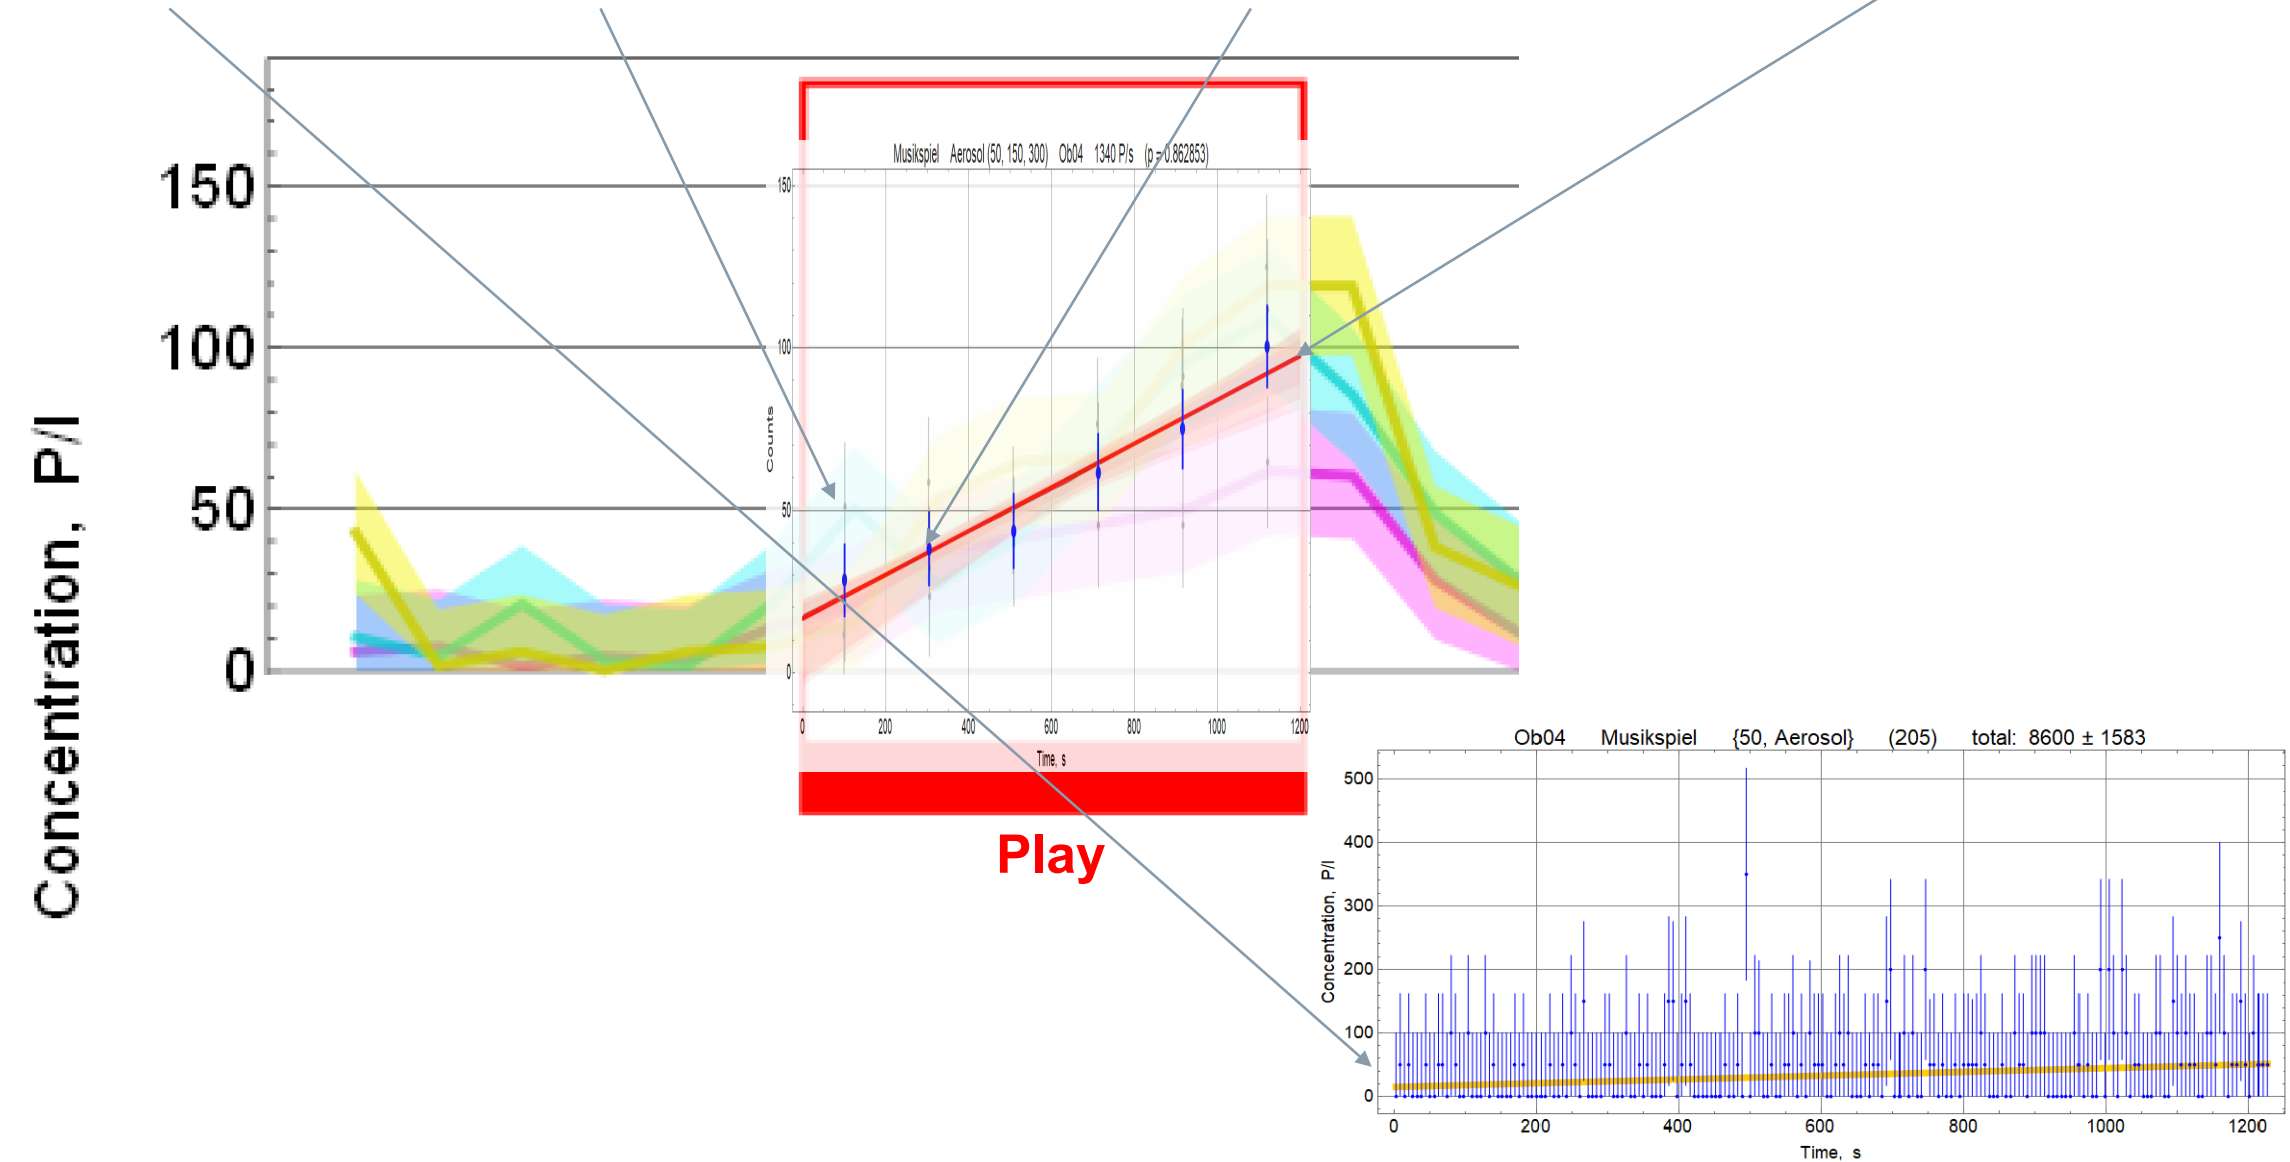 Concentration, P/l
150
100
50
0
Musikspiel Aerosol (50, 150, 300) Ob04 1340 P/s (p = 0.862853)
150
100
50
0
Counts
0 200 400 600 800 1000 1200
Time, s
Play
Ob04 Musikspiel {50, Aerosol} (205) total: 8600 ± 1583
Concentration, P/l
500
400
300
200
100
0
0 200 400 600 800 1000 1200
Time, s